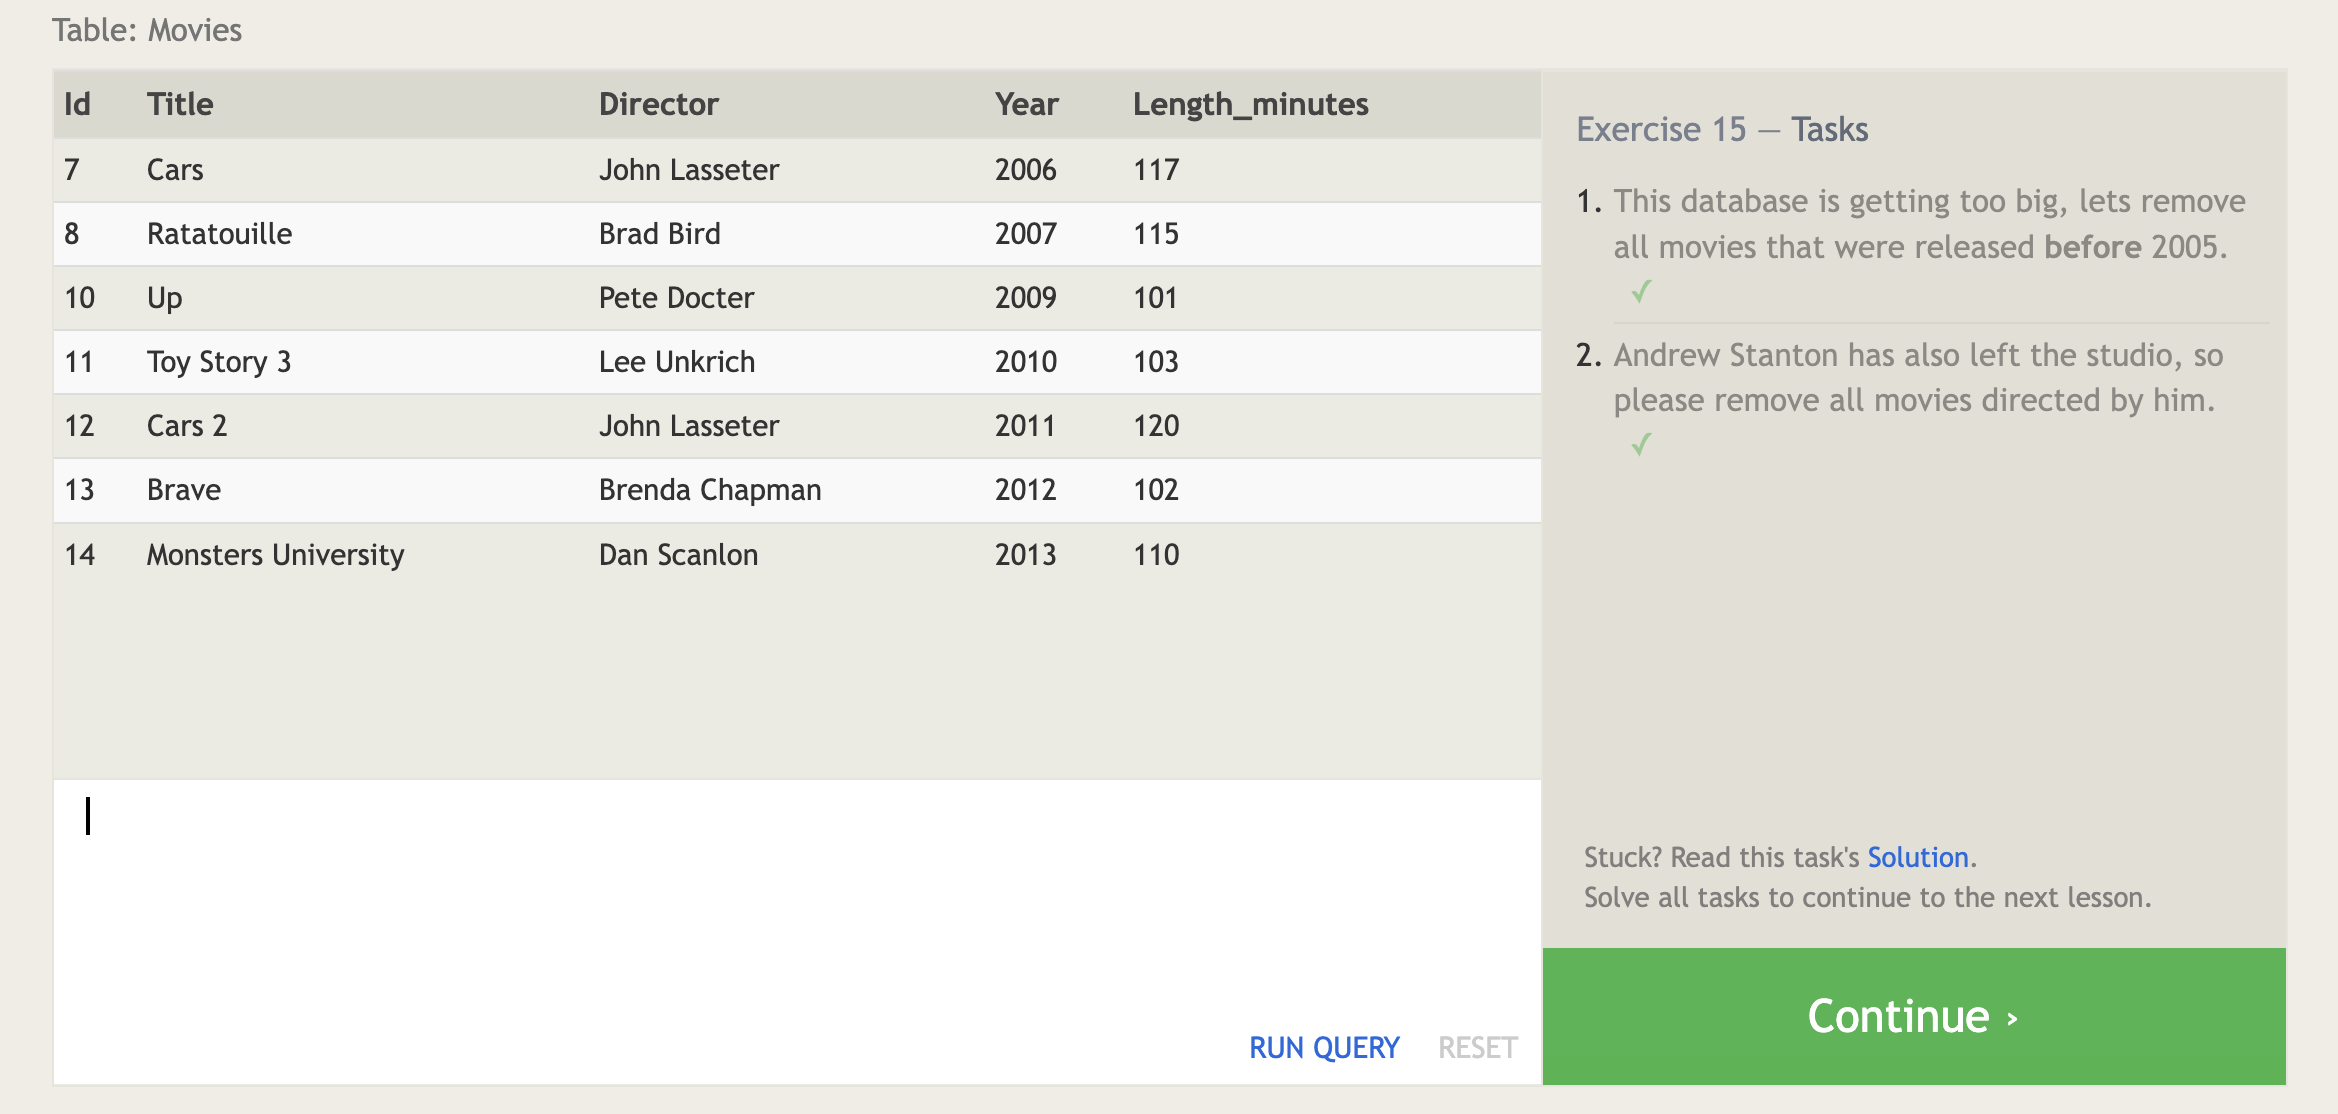 Table: Movies
Id Title Director Year Length_minutes
7 Cars John Lasseter 2006 117
8 Ratatouille Brad Bird 2007 115
10 Up Pete Docter 2009 101
11 Toy Story 3 Lee Unkrich 2010 103
12 Cars 2 John Lasseter 2011 120
13 Brave Brenda Chapman 2012 102
14 Monsters University Dan Scanlon 2013 110
RUN QUERY RESET
Exercise 15 — Tasks
1. This database is getting too big, lets remove
all movies that were released before 2005.
✓
2. Andrew Stanton has also left the studio, so
please remove all movies directed by him.
✓
Stuck? Read this task's Solution.
Solve all tasks to continue to the next lesson.
Continue ›